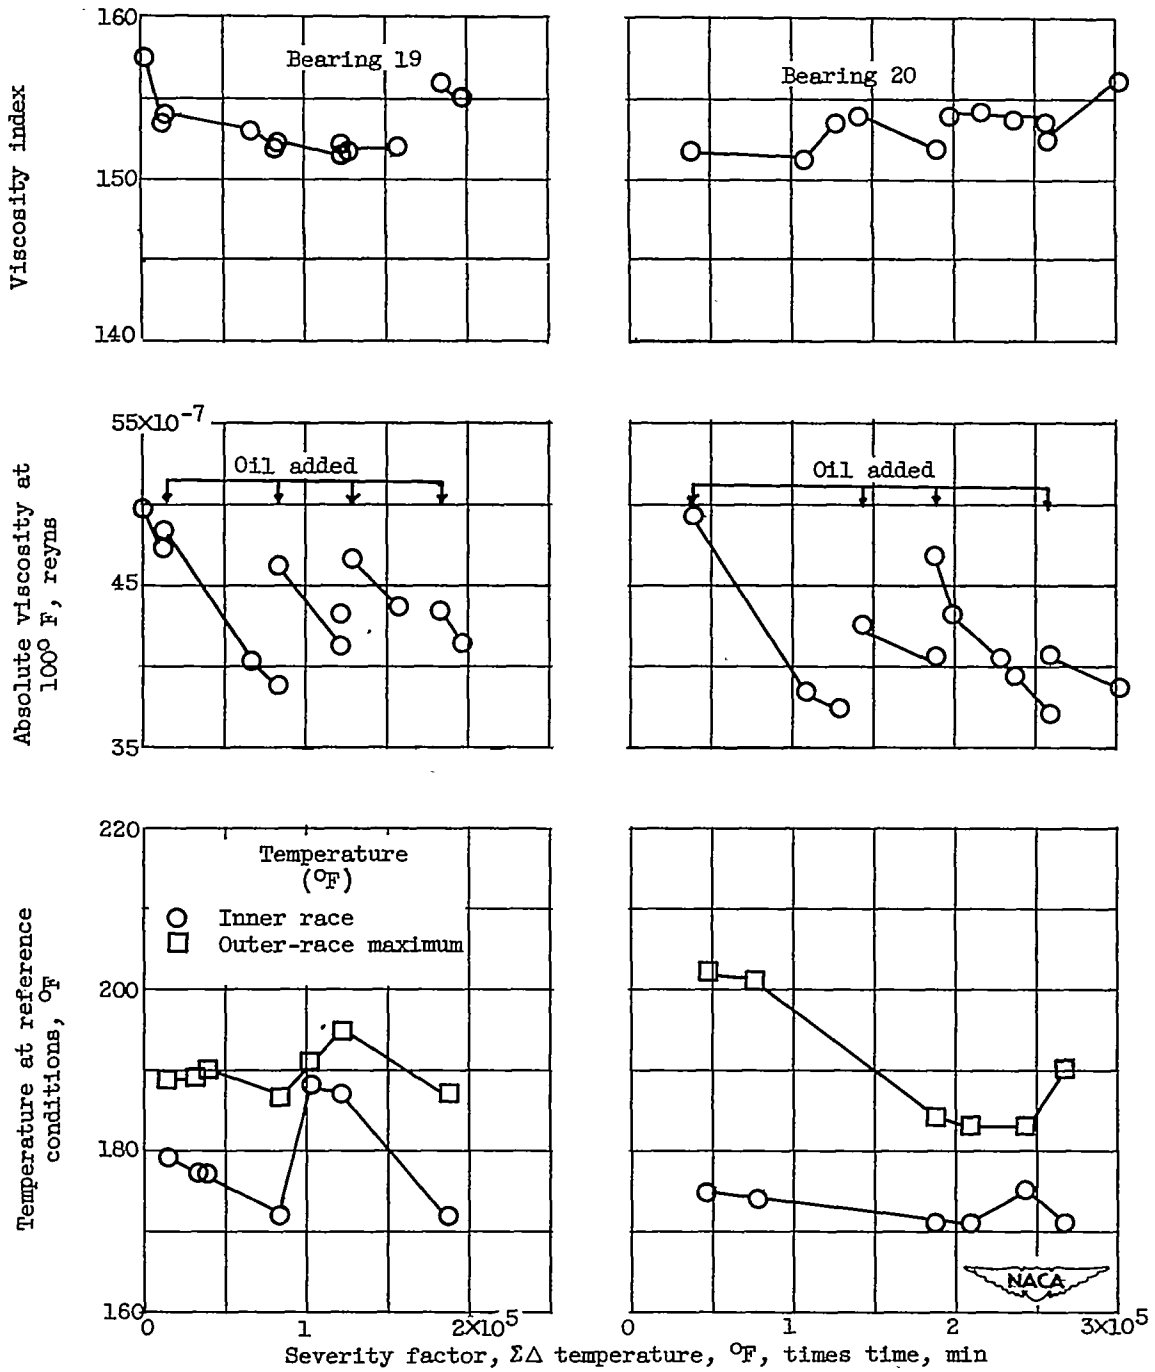 160
Bearing 19
Bearing 20
Viscosity index
150
140
55×10⁻⁷
Oil added
Oil added
Absolute viscosity at
100° F, reyns
45
35
220
Temperature
(°F)
Inner race
Outer-race maximum
Temperature at reference
conditions, °F
200
180
NACA
160
0 1 2×10⁵ 0 1 2 3×10⁵
Severity factor, ΣΔ temperature, °F, times time, min